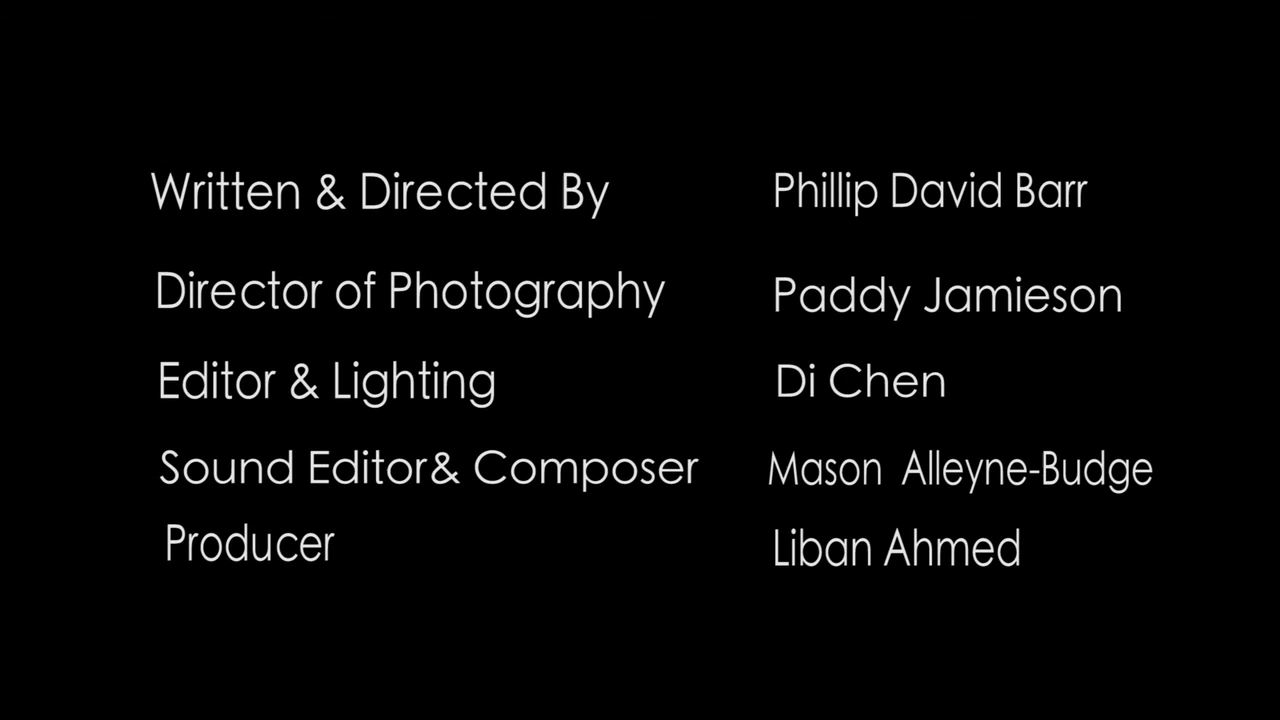 Written & Directed By Phillip David Barr
Director of Photography Paddy Jamieson
Editor & Lighting Di Chen
Sound Editor& Composer Mason Alleyne-Budge
Producer Liban Ahmed